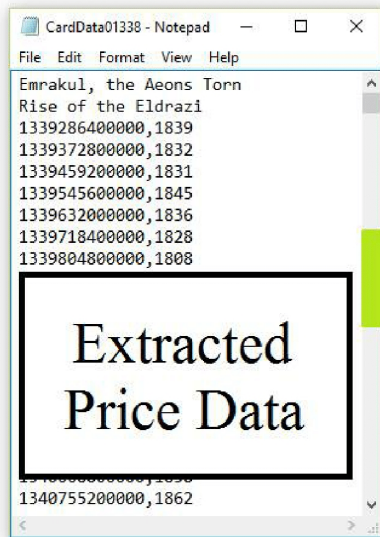 CardData01338 - Notepad
File Edit Format View Help
Emrakul, the Aeons Torn
Rise of the Eldrazi
1339286400000,1839
1339372800000,1832
1339459200000,1831
1339545600000,1845
1339632000000,1836
1339718400000,1828
1339804800000,1808
Extracted
Price Data
1340755200000,1862